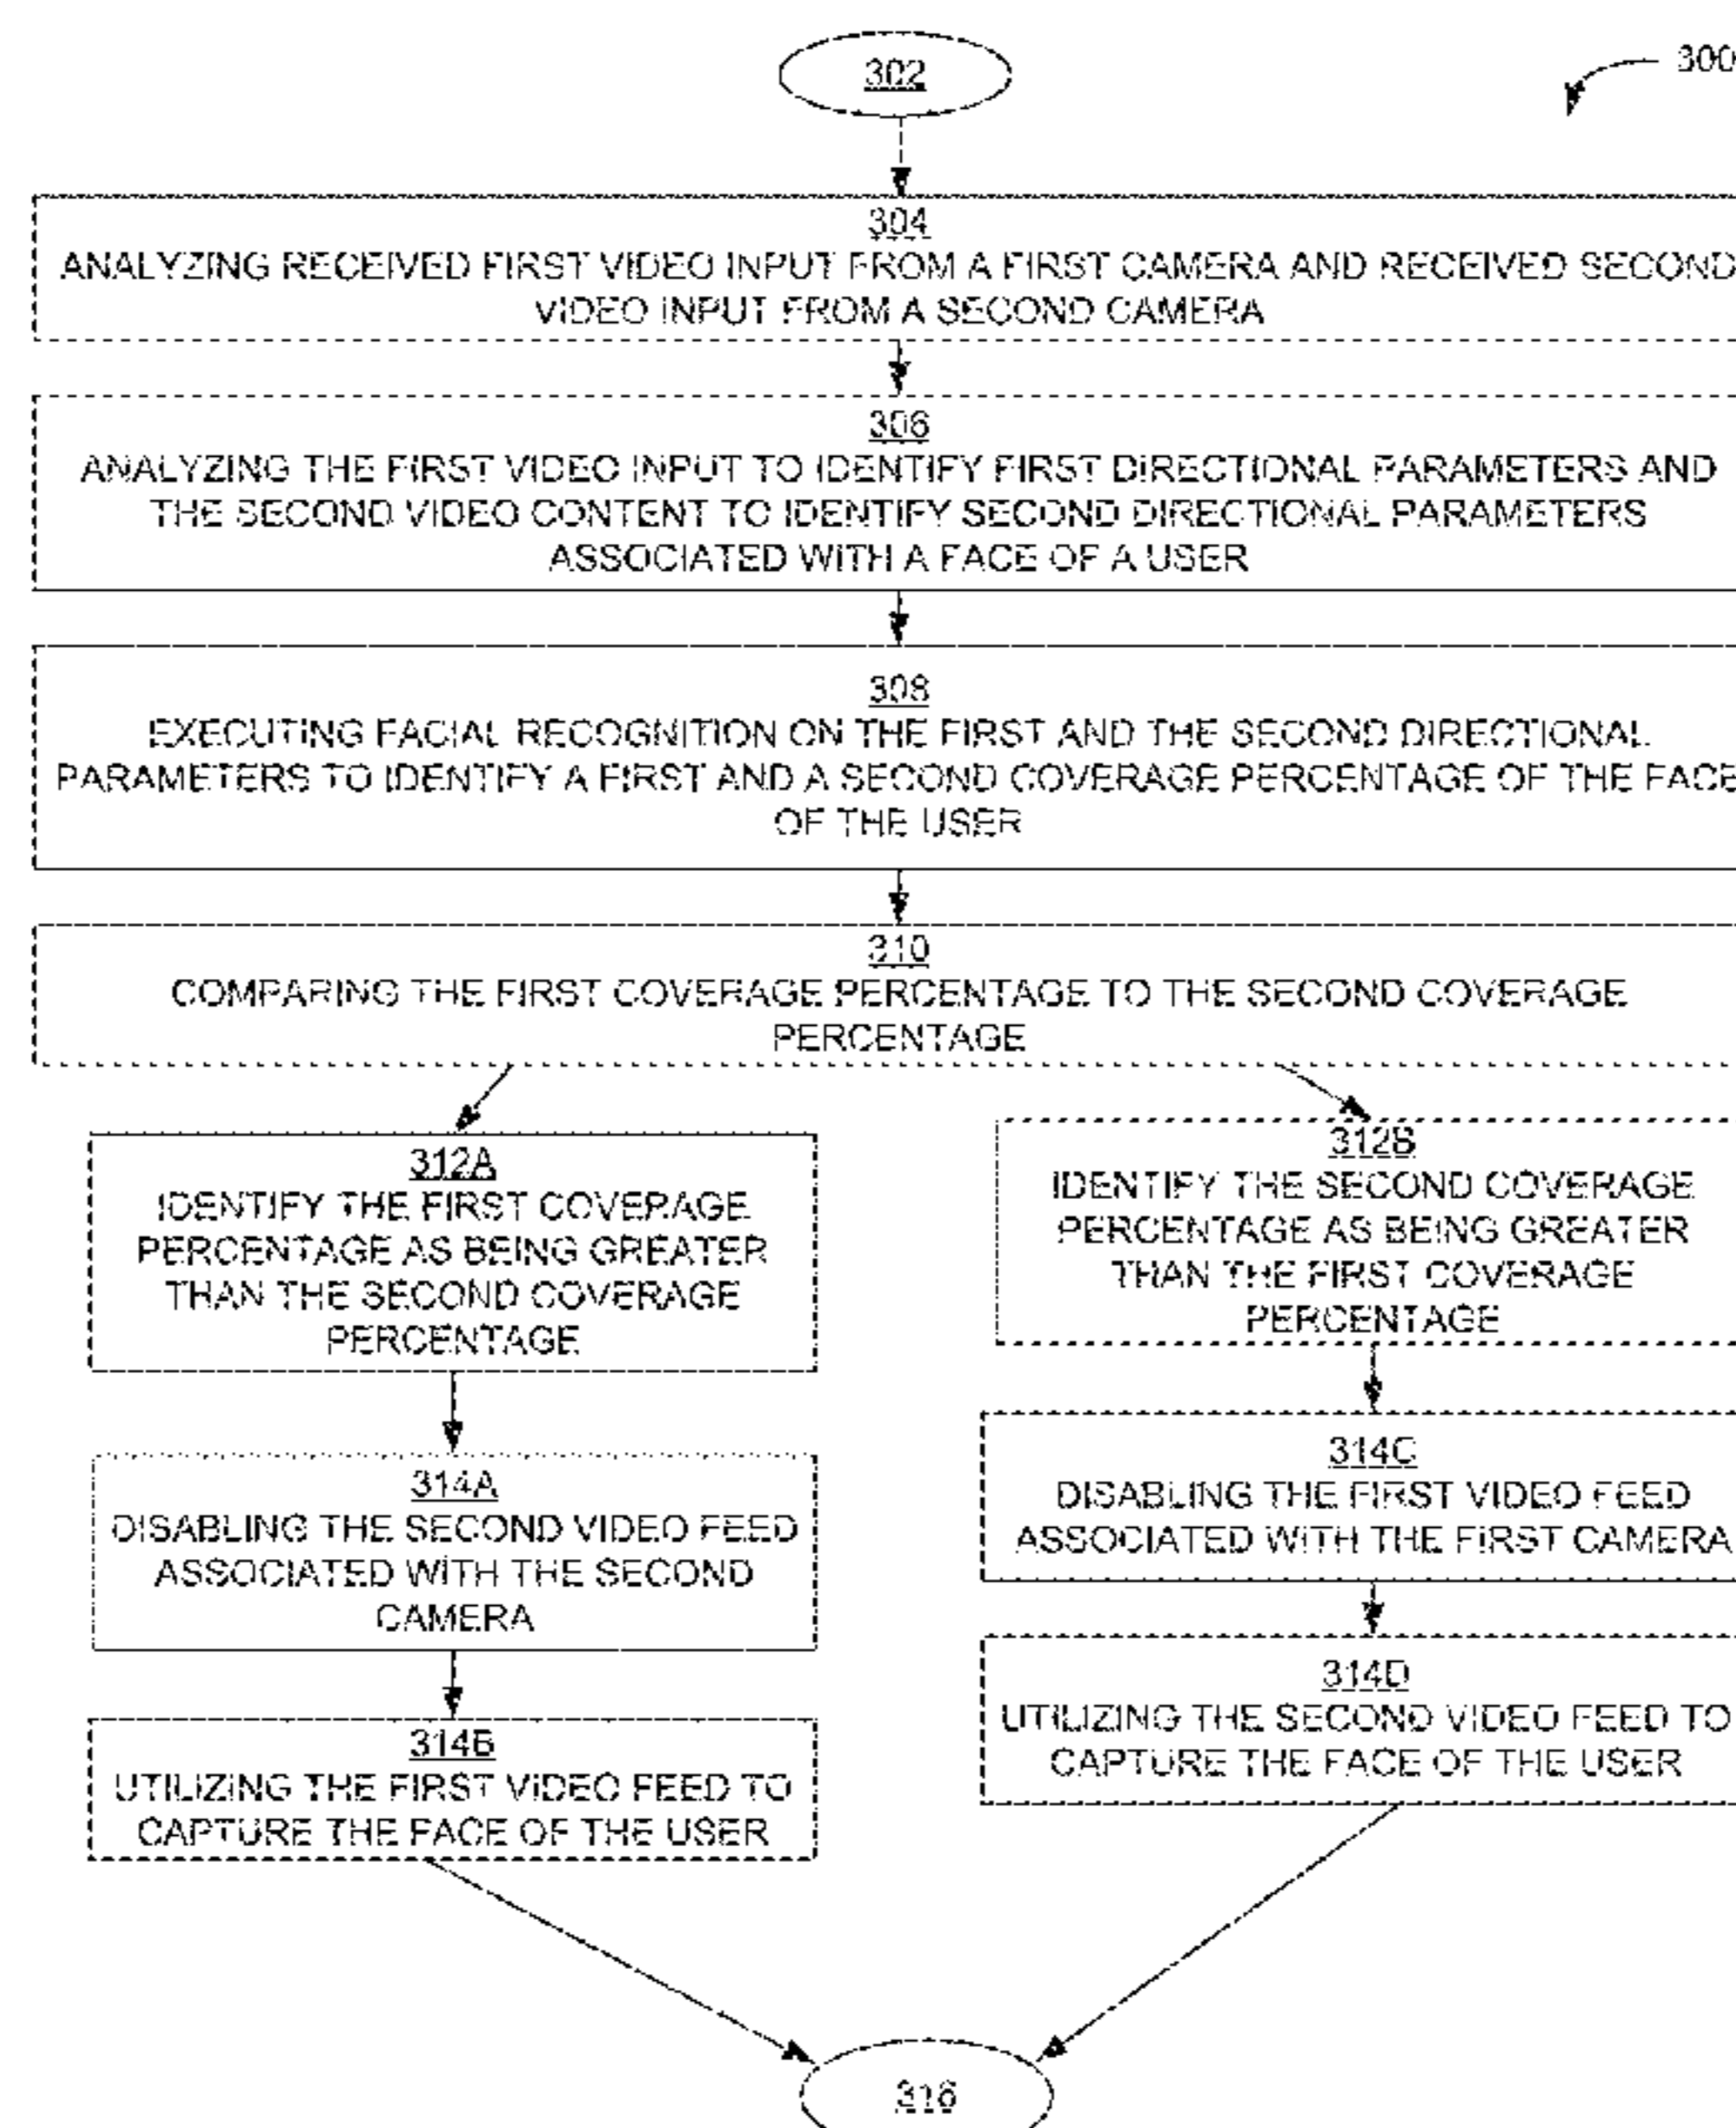 302
300
304
ANALYZING RECEIVED FIRST VIDEO INPUT FROM A FIRST CAMERA AND RECEIVED SECOND
VIDEO INPUT FROM A SECOND CAMERA
306
ANALYZING THE FIRST VIDEO INPUT TO IDENTIFY FIRST DIRECTIONAL PARAMETERS AND
THE SECOND VIDEO CONTENT TO IDENTIFY SECOND DIRECTIONAL PARAMETERS
ASSOCIATED WITH A FACE OF A USER
308
EXECUTING FACIAL RECOGNITION ON THE FIRST AND THE SECOND DIRECTIONAL
PARAMETERS TO IDENTIFY A FIRST AND A SECOND COVERAGE PERCENTAGE OF THE FACE
OF THE USER
310
COMPARING THE FIRST COVERAGE PERCENTAGE TO THE SECOND COVERAGE
PERCENTAGE
312A
IDENTIFY THE FIRST COVERAGE
PERCENTAGE AS BEING GREATER
THAN THE SECOND COVERAGE
PERCENTAGE
314A
DISABLING THE SECOND VIDEO FEED
ASSOCIATED WITH THE SECOND
CAMERA
314B
UTILIZING THE FIRST VIDEO FEED TO
CAPTURE THE FACE OF THE USER
312B
IDENTIFY THE SECOND COVERAGE
PERCENTAGE AS BEING GREATER
THAN THE FIRST COVERAGE
PERCENTAGE
314C
DISABLING THE FIRST VIDEO FEED
ASSOCIATED WITH THE FIRST CAMERA
314D
UTILIZING THE SECOND VIDEO FEED TO
CAPTURE THE FACE OF THE USER
316